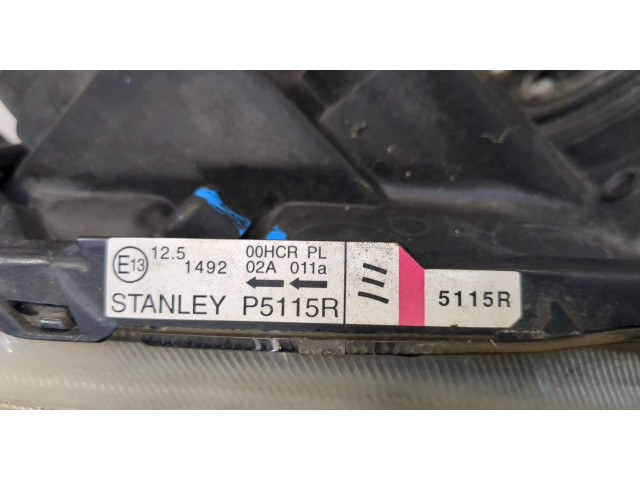 E13 12.5 00HCR PL
1492 02A 011a
STANLEY P5115R
5115R